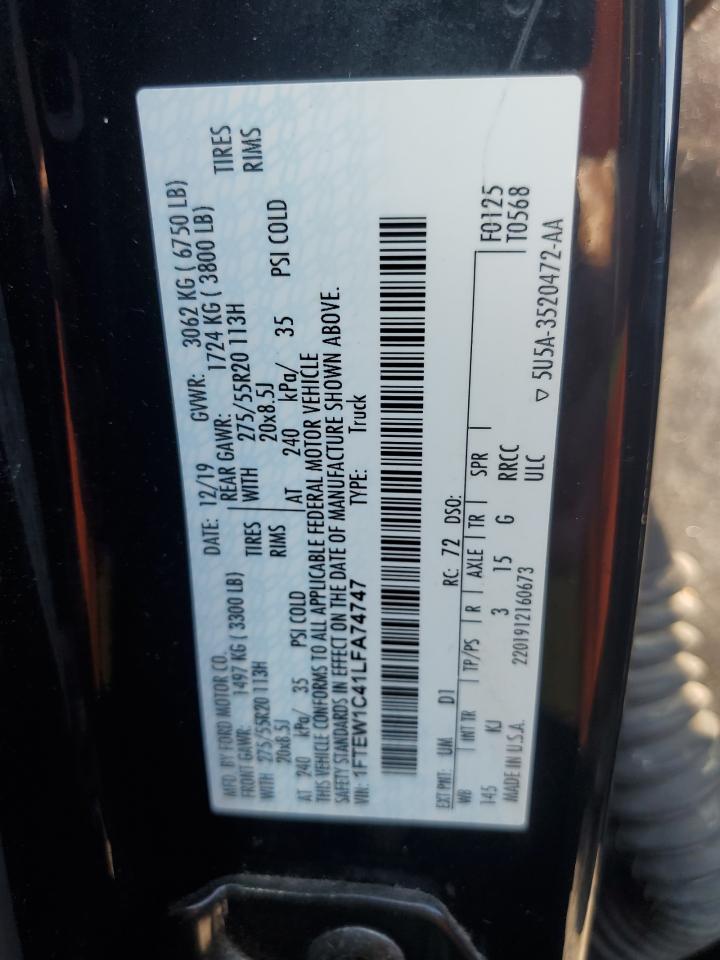 MFD. BY FORD MOTOR CO.
DATE: 12/19 GVWR: 3062 KG ( 6750 LB)
FRONT GAWR: 1497 KG ( 3300 LB) REAR GAWR: 1724 KG ( 3800 LB)
WITH 275/55R20 113H TIRES WITH 275/55R20 113H TIRES
20x8.5J RIMS 20x8.5J RIMS
AT 240 kPa/ 35 PSI COLD AT 240 kPa/ 35 PSI COLD
THIS VEHICLE CONFORMS TO ALL APPLICABLE FEDERAL MOTOR VEHICLE
SAFETY STANDARDS IN EFFECT ON THE DATE OF MANUFACTURE SHOWN ABOVE.
VIN: 1FTEW1C41LFA74747 TYPE: Truck
EXT PNT: UM D1 RC: 72 DSO:
WB INT TR TP/PS R AXLE TR SPR F0125
145 KJ 3 15 G RRCC T0568
MADE IN U.S.A. 2201912160673 ULC
▽ 5U5A-3520472-AA